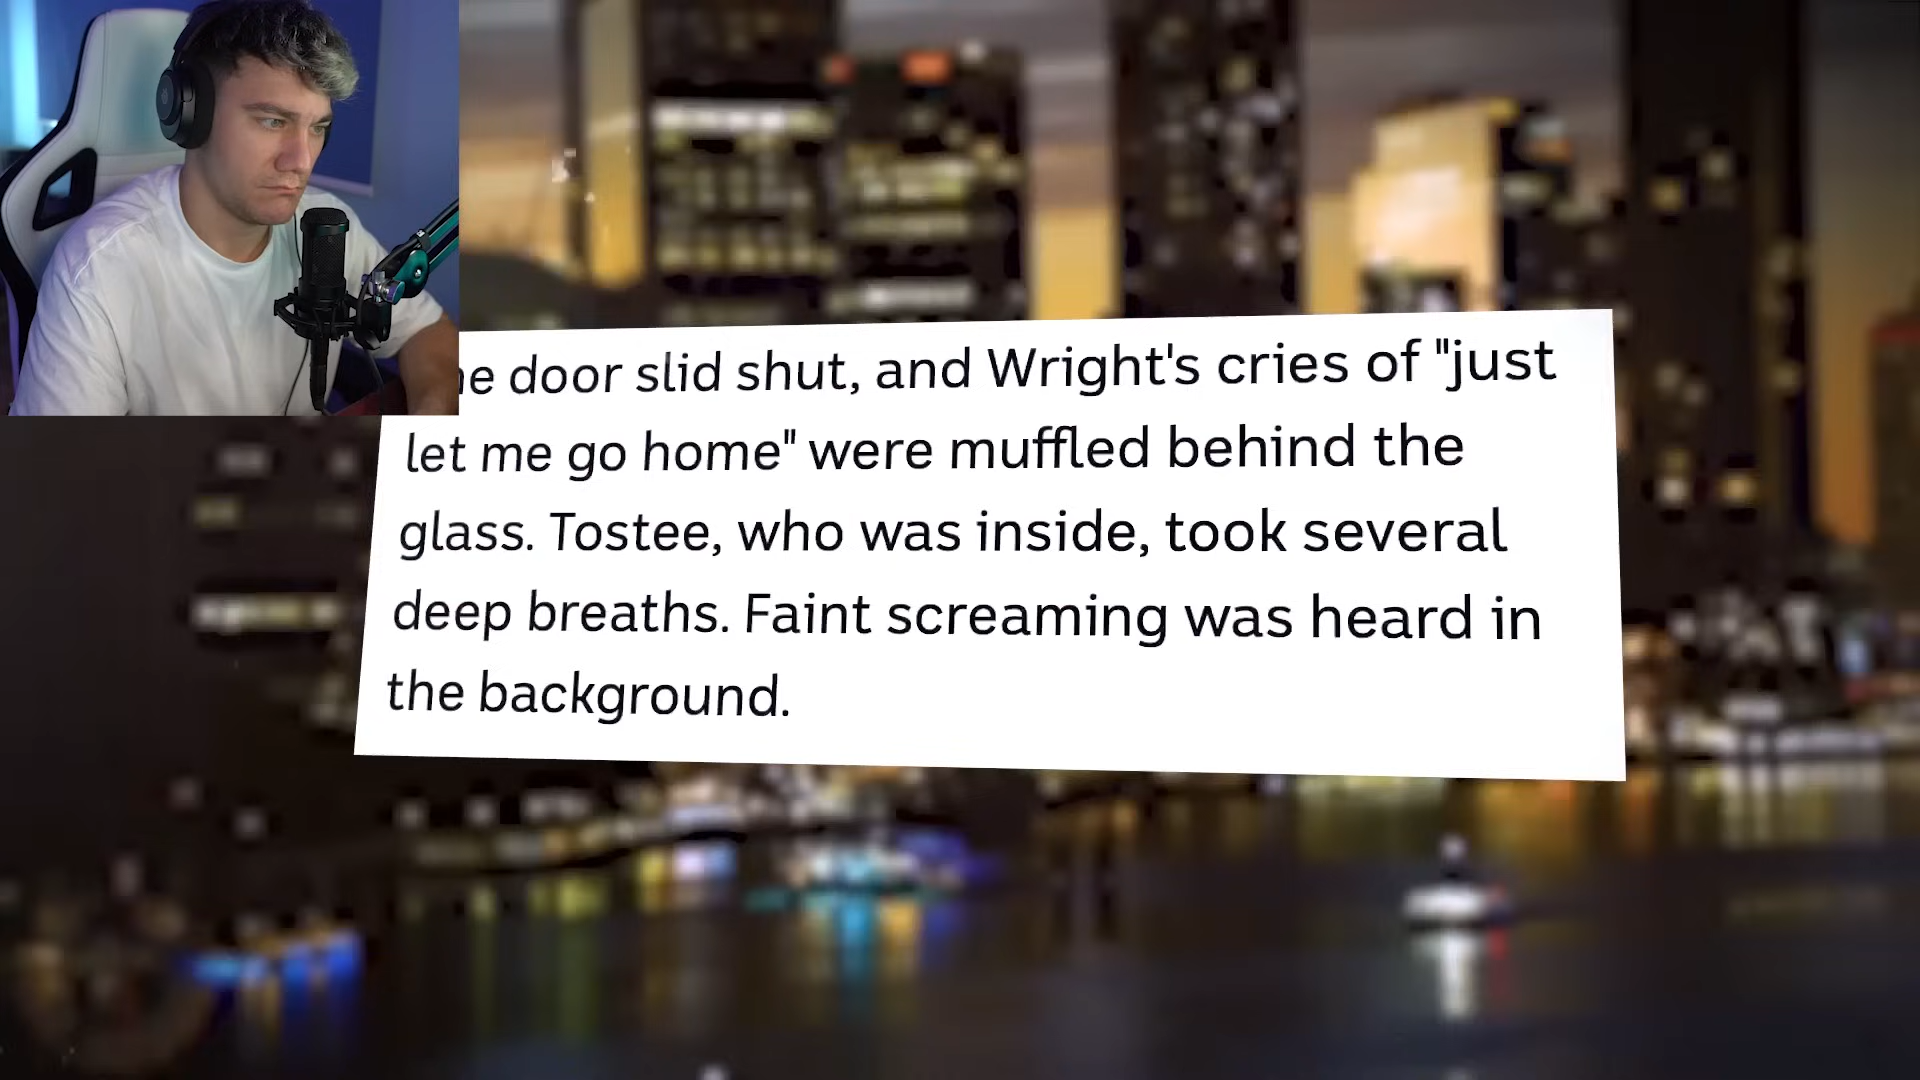 door slid shut, and Wright's cries of "just
let me go home" were muffled behind the
glass. Tostee, who was inside, took several
deep breaths. Faint screaming was heard in
the background.